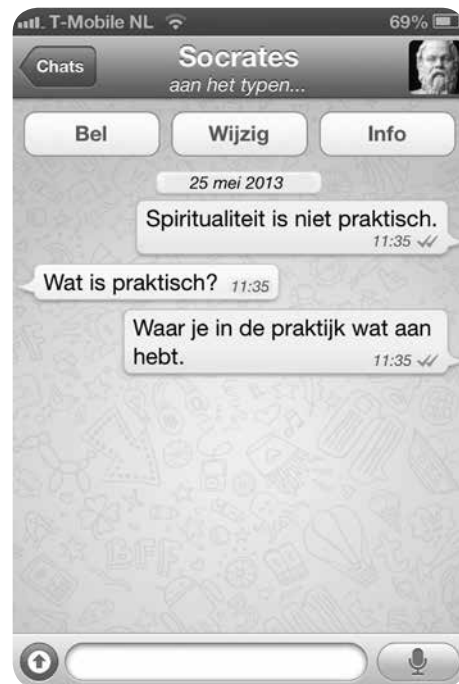 T-Mobile NL 69%
Chats Socrates
aan het typen...
Bel Wijzig Info
25 mei 2013
Spiritualiteit is niet praktisch.
11:35
Wat is praktisch? 11:35
Waar je in de praktijk wat aan
hebt. 11:35
BFF